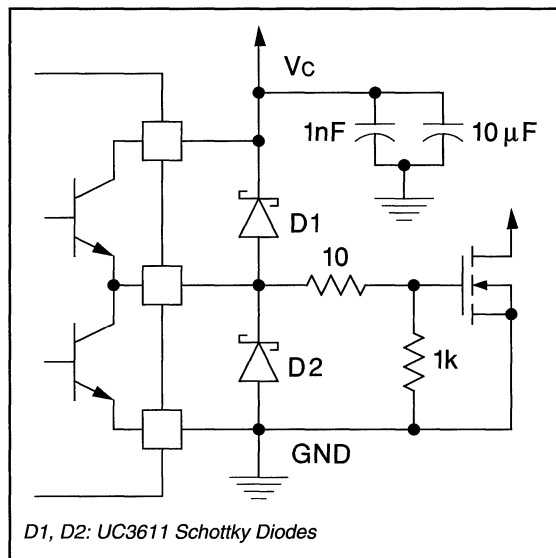 Vc
1nF
10 µF
D1
10
D2
1k
GND
D1, D2: UC3611 Schottky Diodes